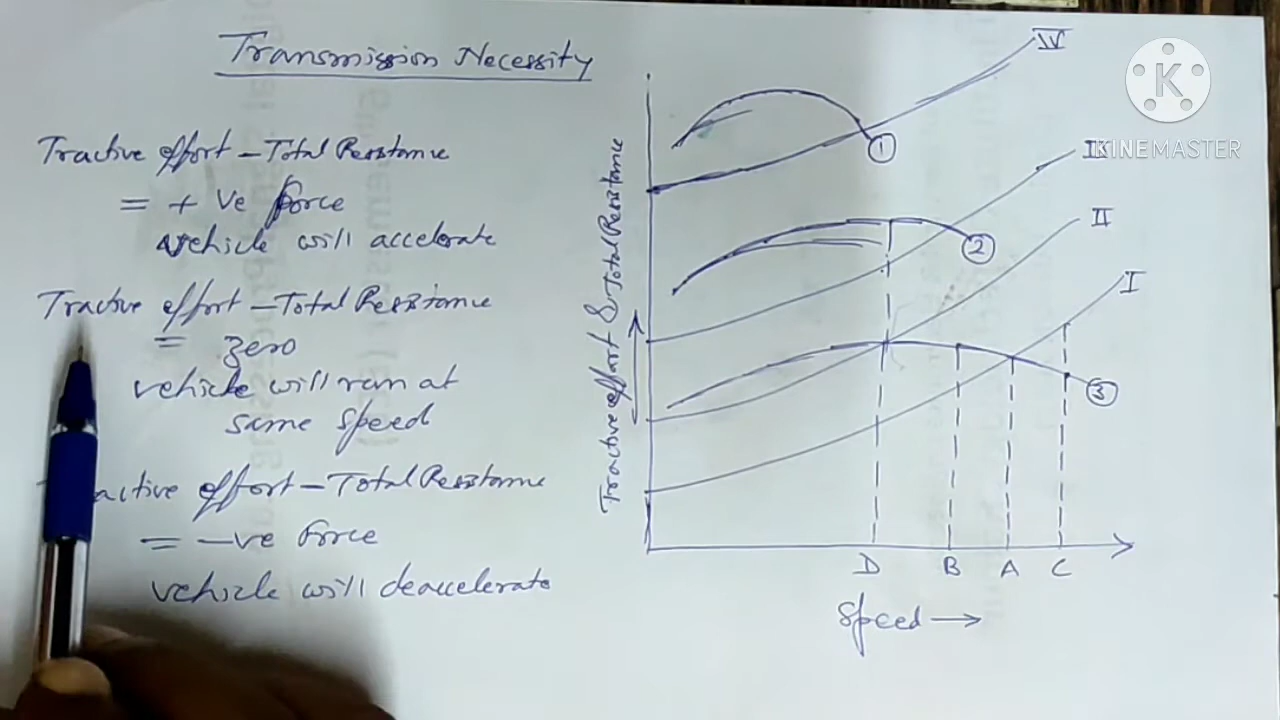 Transmission Necessity
Tractive effort - Total Resistance
= + Ve force
vehicle will accelerate
Tractive effort - Total Resistance
= zero
vehicle will run at
same speed
active effort - Total Resistance
= -ve force
vehicle will deaccelerate
Tractive effort & Total Resistance
IV
III
II
I
1
2
3
D B A C
Speed →
K
KINEMASTER